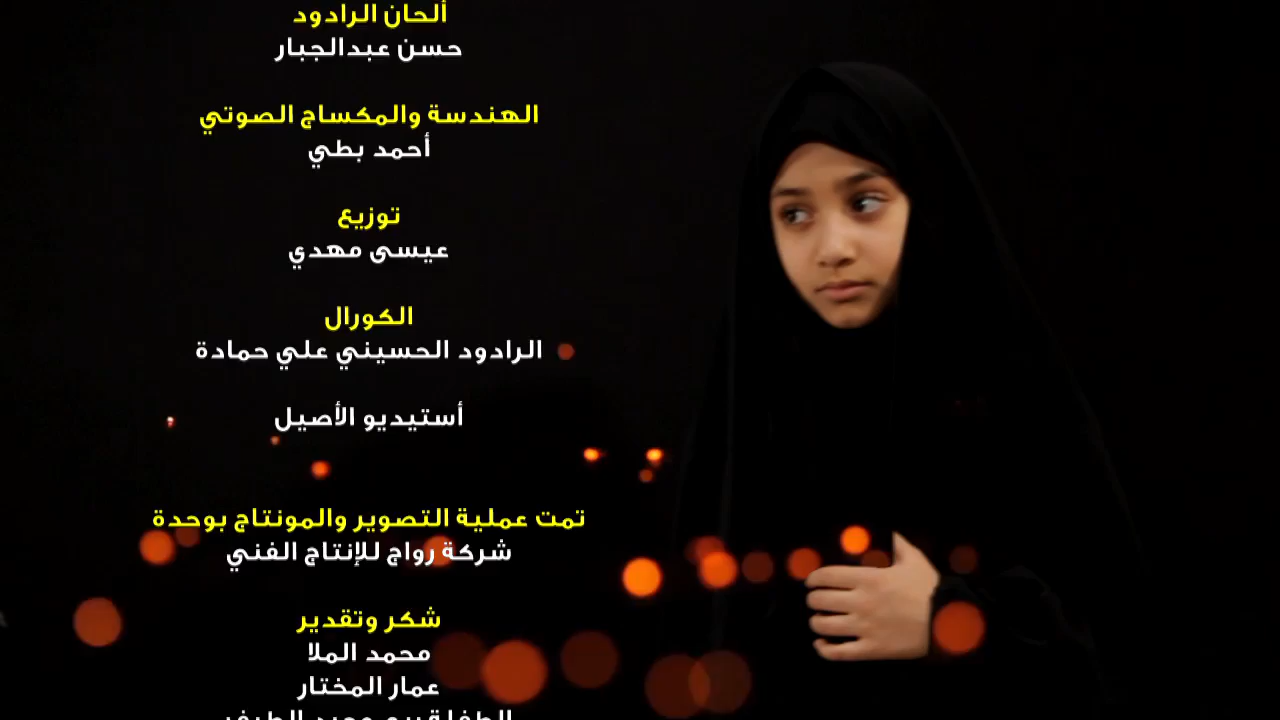 ألحان الرادود
حسن عبدالجبار
الهندسة والمكساج الصوتي
أحمد بطي
توزيع
عيسى مهدي
الكورال
الرادود الحسيني علي حمادة
أستيديو الأصيل
تمت عملية التصوير والمونتاج بوحدة
شركة رواج للإنتاج الفني
شكر وتقدير
محمد الملا
عمار المختار